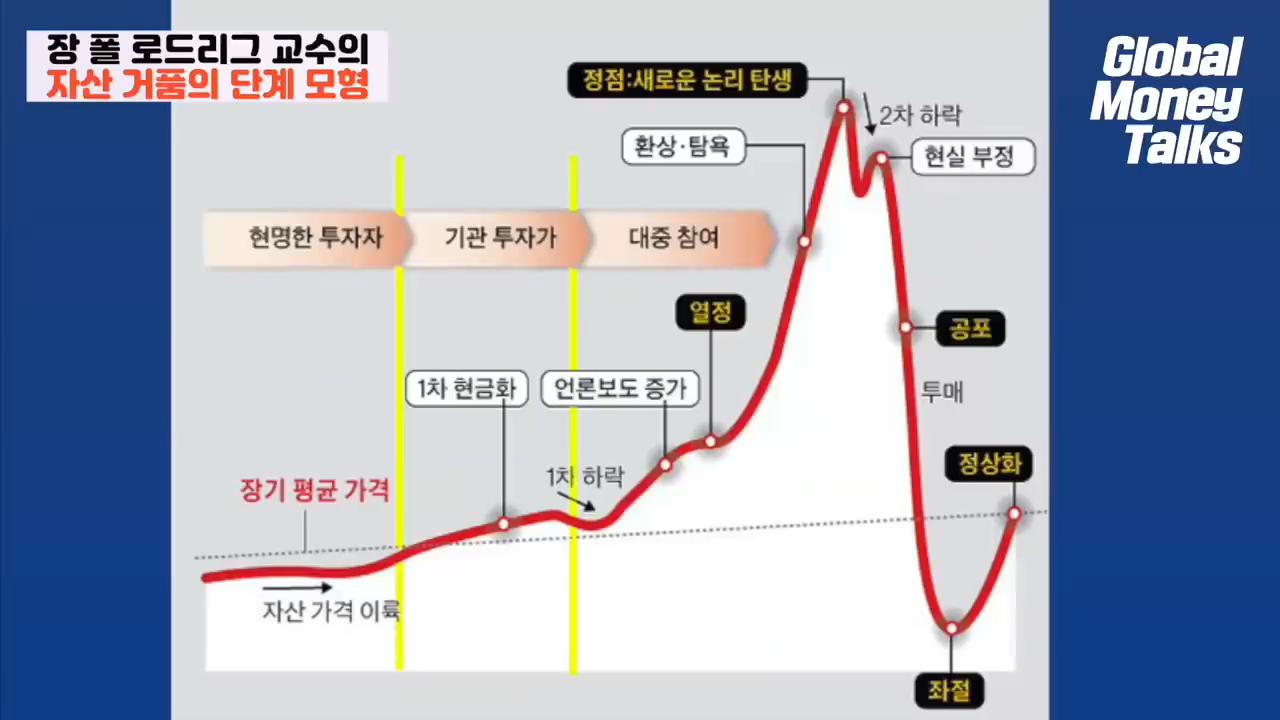 장 폴 로드리그 교수의
자산 거품의 단계 모형
Global
Money
Talks
정점:새로운 논리 탄생
2차 하락
환상·탐욕
현실 부정
현명한 투자자
기관 투자가
대중 참여
열정
공포
1차 현금화
언론보도 증가
투매
1차 하락
정상화
장기 평균 가격
자산 가격 이륙
좌절